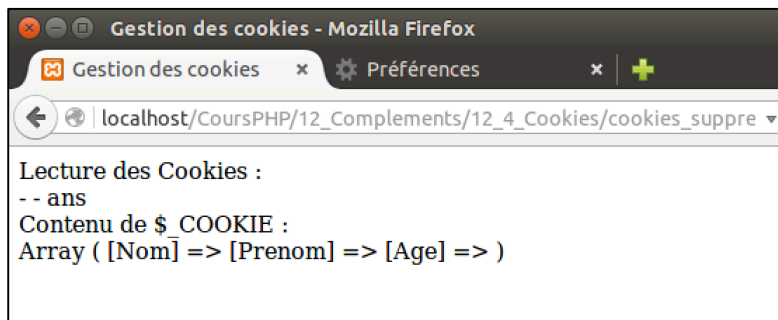 Gestion des cookies - Mozilla Firefox
Gestion des cookies × Préférences ×
localhost/CoursPHP/12_Complements/12_4_Cookies/cookies_suppre
Lecture des Cookies :
- - ans
Contenu de $_COOKIE :
Array ( [Nom] => [Prenom] => [Age] => )